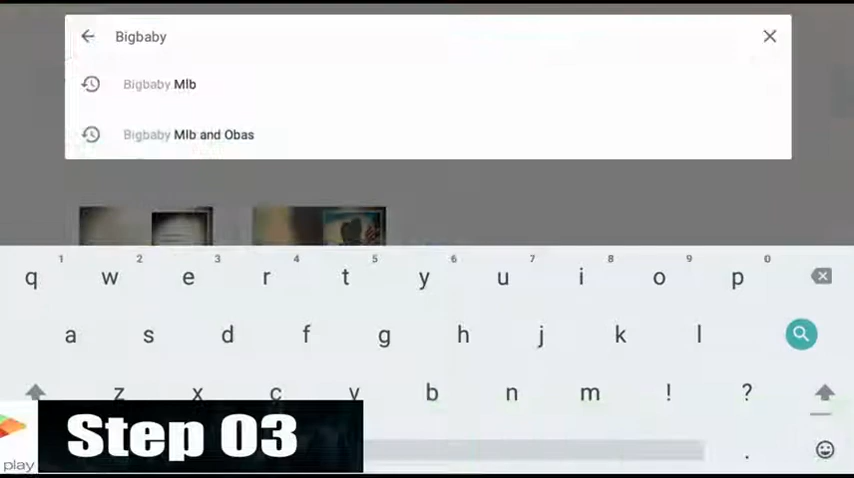 Bigbaby
Bigbaby Mlb
Bigbaby Mlb and Obas
1 2 3 4 5 6 7 8 9 0
q w e r t y u i o p
a s d f g h j k l
z x c v b n m ! ?
Step 03
.
play